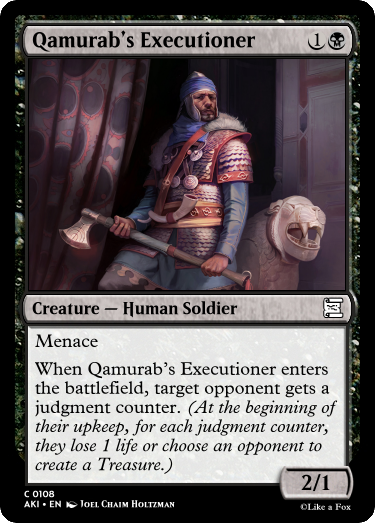 Qamurab's Executioner 1
Creature — Human Soldier
Menace
When Qamurab's Executioner enters
the battlefield, target opponent gets a
judgment counter. (At the beginning of
their upkeep, for each judgment counter,
they lose 1 life or choose an opponent to
create a Treasure.)
2/1
C 0108
AKI • EN Joel Chaim Holtzman
©Like a Fox